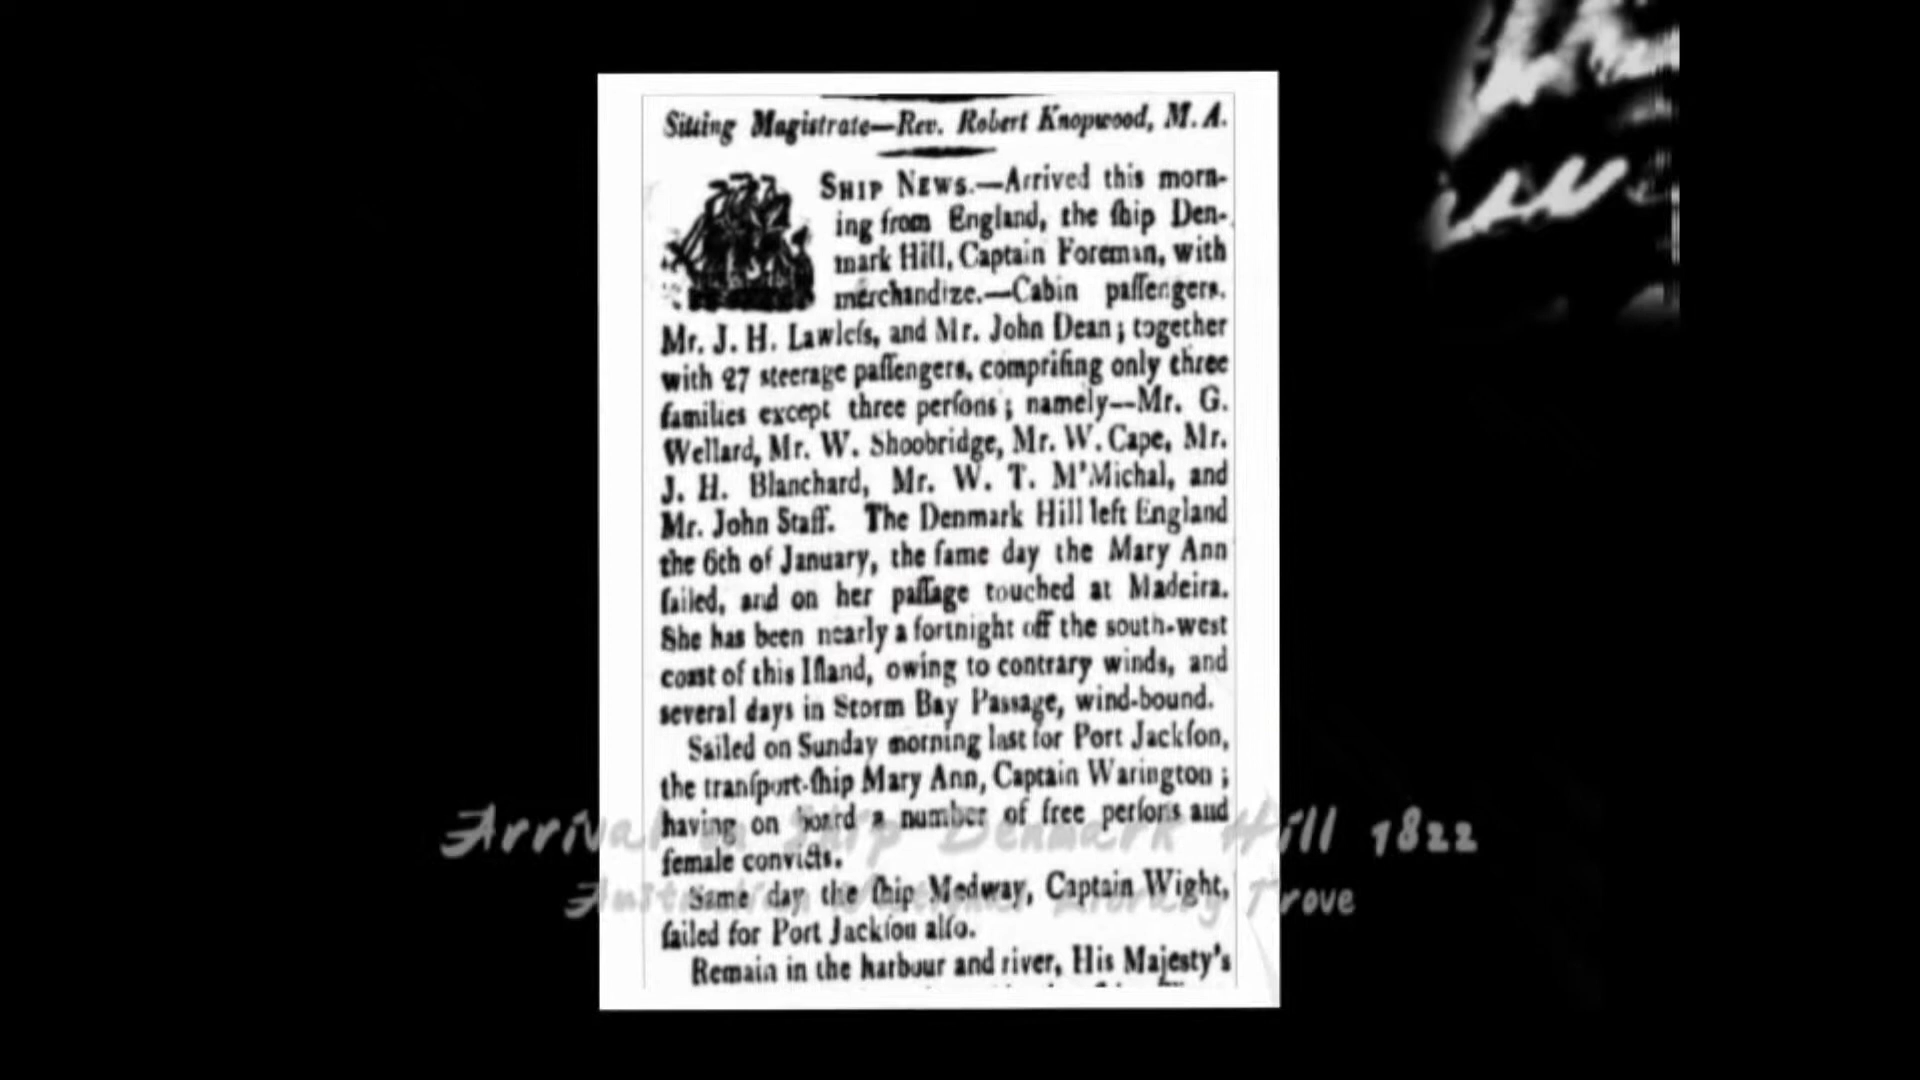 Sitting Magistrate—Rev. Robert Knopwood, M. A.
SHIP NEWS.—Arrived this morn-
ing from England, the ſhip Den-
mark Hill, Captain Foreman, with
merchandize.—Cabin paſſengers.
Mr. J. H. Lawleſs, and Mr. John Dean; together
with 27 steerage paſſengers, compriſing only three
families except three perſons; namely—Mr. G.
Wellard, Mr. W. Shoobridge, Mr. W. Cape, Mr.
J. H. Blanchard, Mr. W. T. M'Michal, and
Mr. John Staff. The Denmark Hill left England
the 6th of January, the ſame day the Mary Ann
ſailed, and on her paſſage touched at Madeira.
She has been nearly a fortnight off the south-west
coast of this Iſland, owing to contrary winds, and
several days in Storm Bay Passage, wind-bound.
Sailed on Sunday morning last for Port Jackſon,
the tranſport-ſhip Mary Ann, Captain Warington;
having on board a number of free perſons and
female convicts.
Same day the ſhip Medway, Captain Wight,
ſailed for Port Jackſon alſo.
Remain in the harbour and river, His Majesty's
Arrival on Ship Denmark Hill 1822
Australian National Library Trove